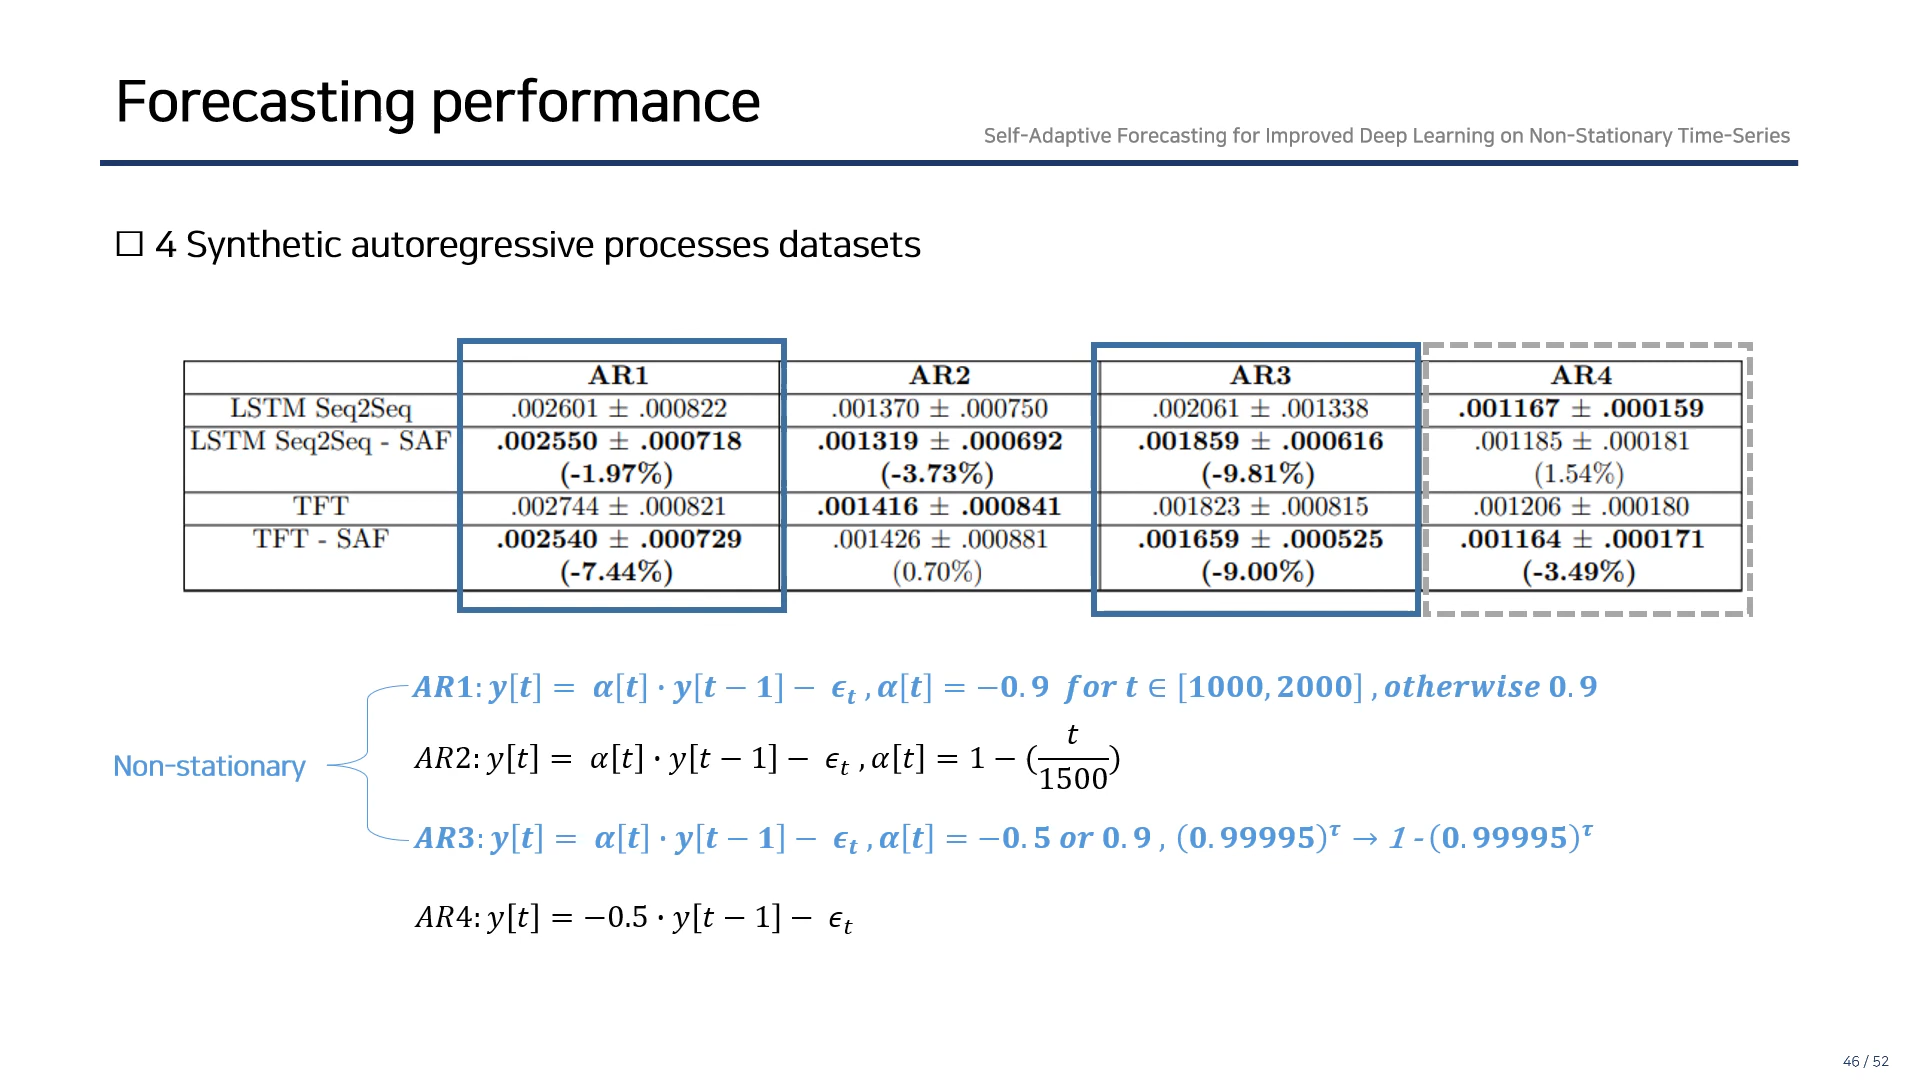 Forecasting performance
Self-Adaptive Forecasting for Improved Deep Learning on Non-Stationary Time-Series
☐ 4 Synthetic autoregressive processes datasets
AR1 AR2 AR3 AR4
LSTM Seq2Seq .002601 ± .000822 .001370 ± .000750 .002061 ± .001338 .001167 ± .000159
LSTM Seq2Seq - SAF .002550 ± .000718 .001319 ± .000692 .001859 ± .000616 .001185 ± .000181
(-1.97%) (-3.73%) (-9.81%) (1.54%)
TFT .002744 ± .000821 .001416 ± .000841 .001823 ± .000815 .001206 ± .000180
TFT - SAF .002540 ± .000729 .001426 ± .000881 .001659 ± .000525 .001164 ± .000171
(-7.44%) (0.70%) (-9.00%) (-3.49%)
AR1: y[t] = α[t] · y[t − 1] − ϵₜ , α[t] = −0.9 for t ∈ [1000, 2000] , otherwise 0.9
AR2: y[t] = α[t] · y[t − 1] − ϵₜ , α[t] = 1 − (t/1500)
Non-stationary
AR3: y[t] = α[t] · y[t − 1] − ϵₜ , α[t] = −0.5 or 0.9 , (0.99995)^τ → 1 - (0.99995)^τ
AR4: y[t] = −0.5 · y[t − 1] − ϵₜ
46 / 52